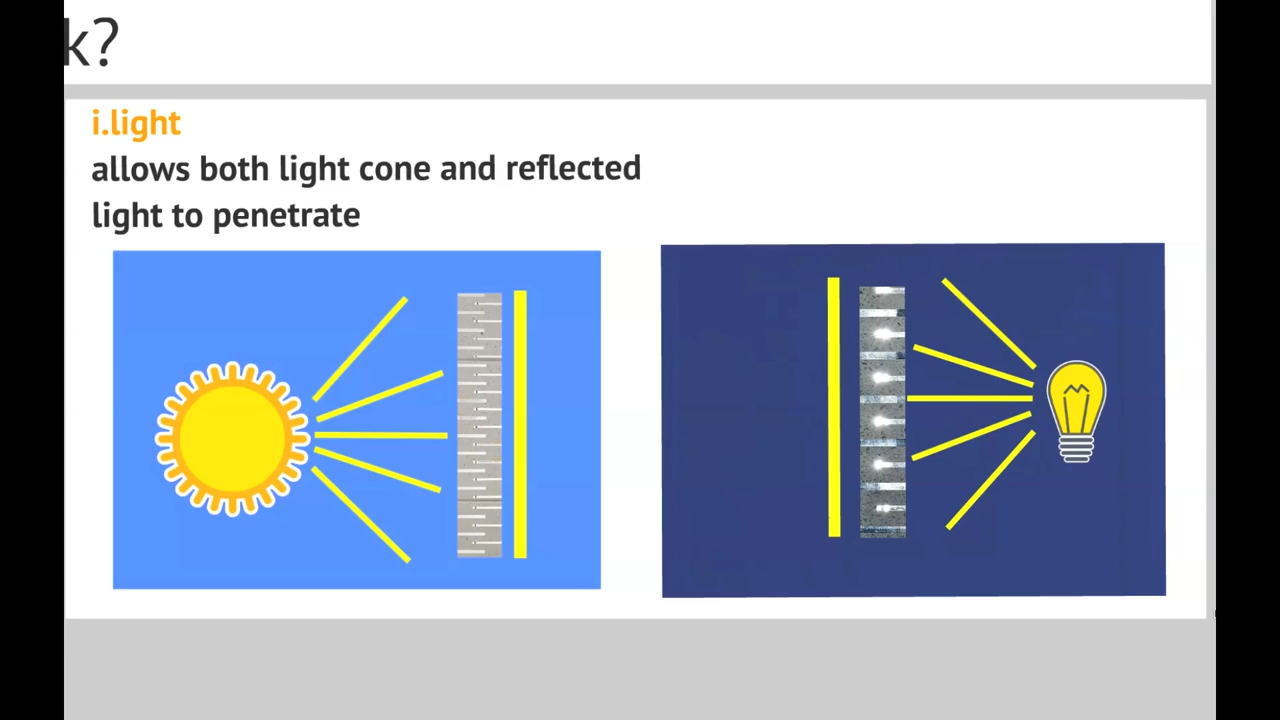 k?
i.light
allows both light cone and reflected
light to penetrate